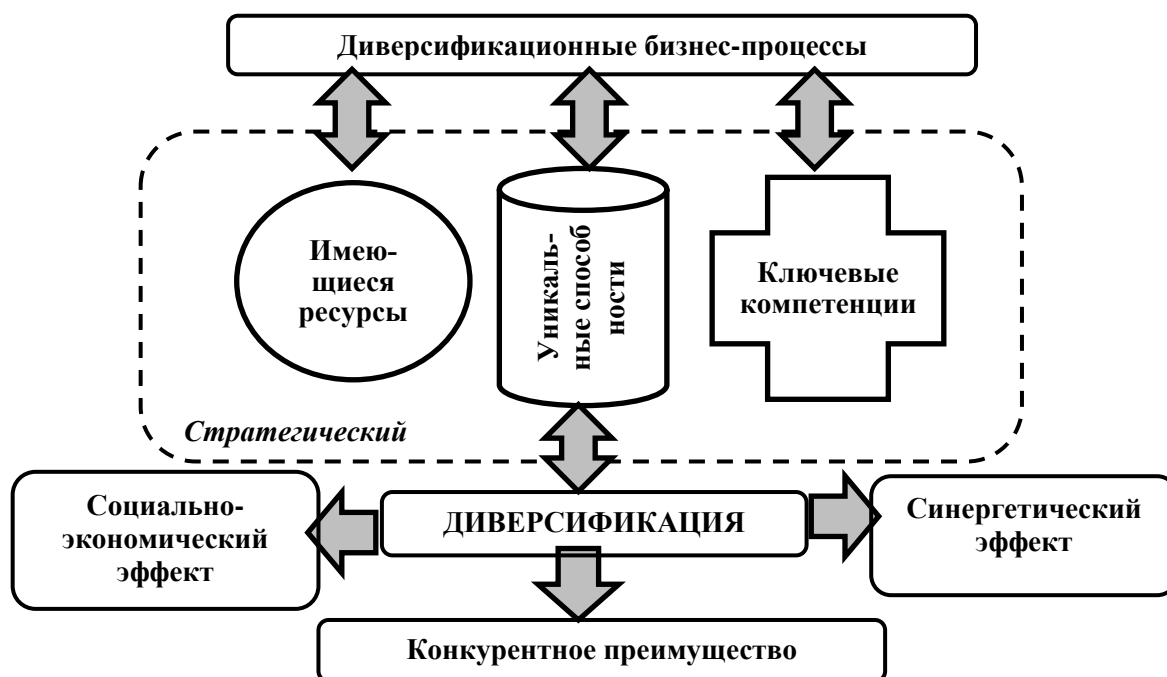 Диверсификационные бизнес-процессы
Имею-
щиеся
ресурсы
Уникаль-
ные способ
ности
Ключевые
компетенции
Стратегический
Социально-
экономический
эффект
ДИВЕРСИФИКАЦИЯ
Синергетический
эффект
Конкурентное преимущество